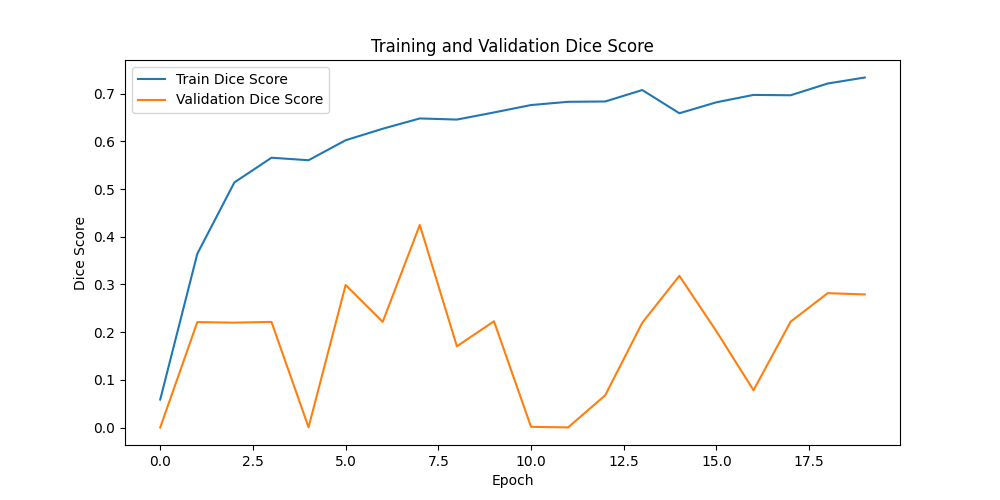 Training and Validation Dice Score
Train Dice Score
Validation Dice Score
Dice Score
0.7
0.6
0.5
0.4
0.3
0.2
0.1
0.0
0.0 2.5 5.0 7.5 10.0 12.5 15.0 17.5
Epoch